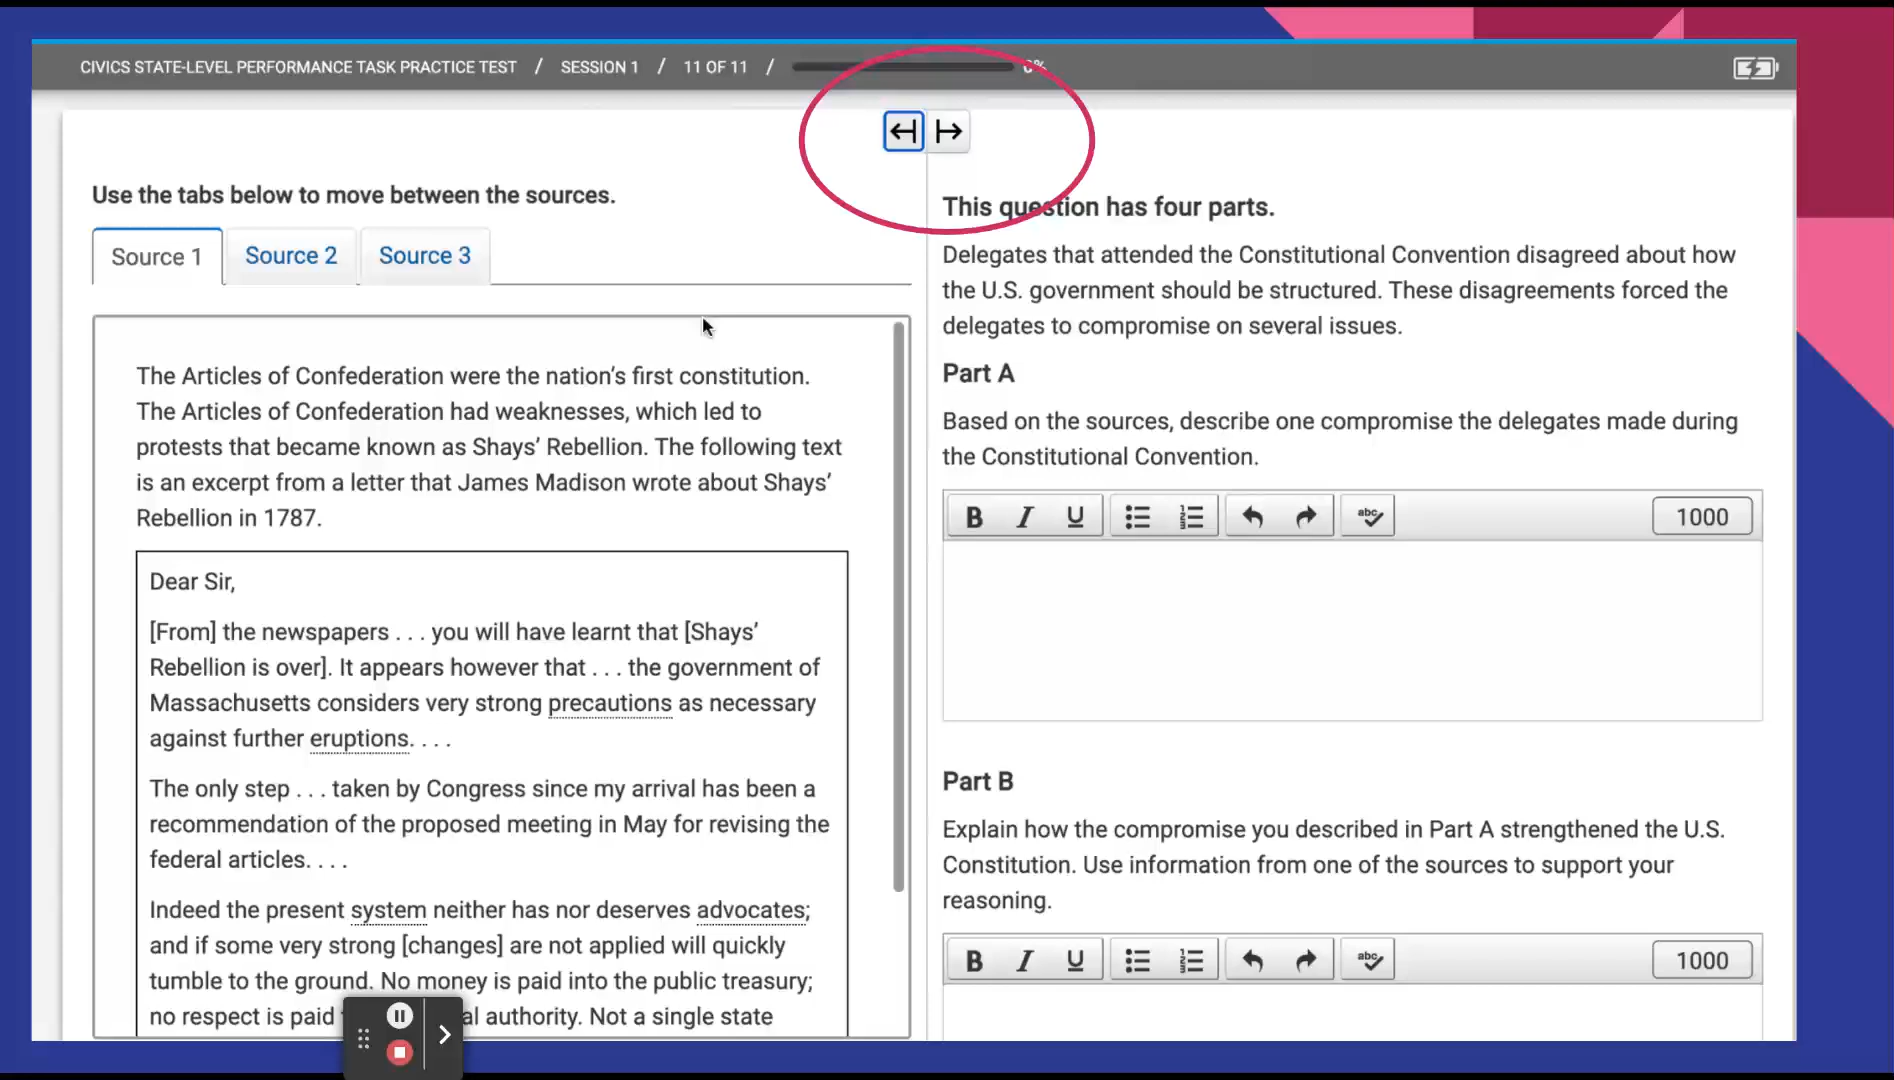 CIVICS STATE-LEVEL PERFORMANCE TASK PRACTICE TEST / SESSION 1 / 11 OF 11 /
Use the tabs below to move between the sources.
Source 1 Source 2 Source 3
The Articles of Confederation were the nation's first constitution.
The Articles of Confederation had weaknesses, which led to
protests that became known as Shays' Rebellion. The following text
is an excerpt from a letter that James Madison wrote about Shays'
Rebellion in 1787.
Dear Sir,
[From] the newspapers . . . you will have learnt that [Shays'
Rebellion is over]. It appears however that . . . the government of
Massachusetts considers very strong precautions as necessary
against further eruptions. . . .
The only step . . . taken by Congress since my arrival has been a
recommendation of the proposed meeting in May for revising the
federal articles. . . .
Indeed the present system neither has nor deserves advocates;
and if some very strong [changes] are not applied will quickly
tumble to the ground. No money is paid into the public treasury;
no respect is paid al authority. Not a single state
This question has four parts.
Delegates that attended the Constitutional Convention disagreed about how
the U.S. government should be structured. These disagreements forced the
delegates to compromise on several issues.
Part A
Based on the sources, describe one compromise the delegates made during
the Constitutional Convention.
B I U abc 1000
Part B
Explain how the compromise you described in Part A strengthened the U.S.
Constitution. Use information from one of the sources to support your
reasoning.
B I U abc 1000